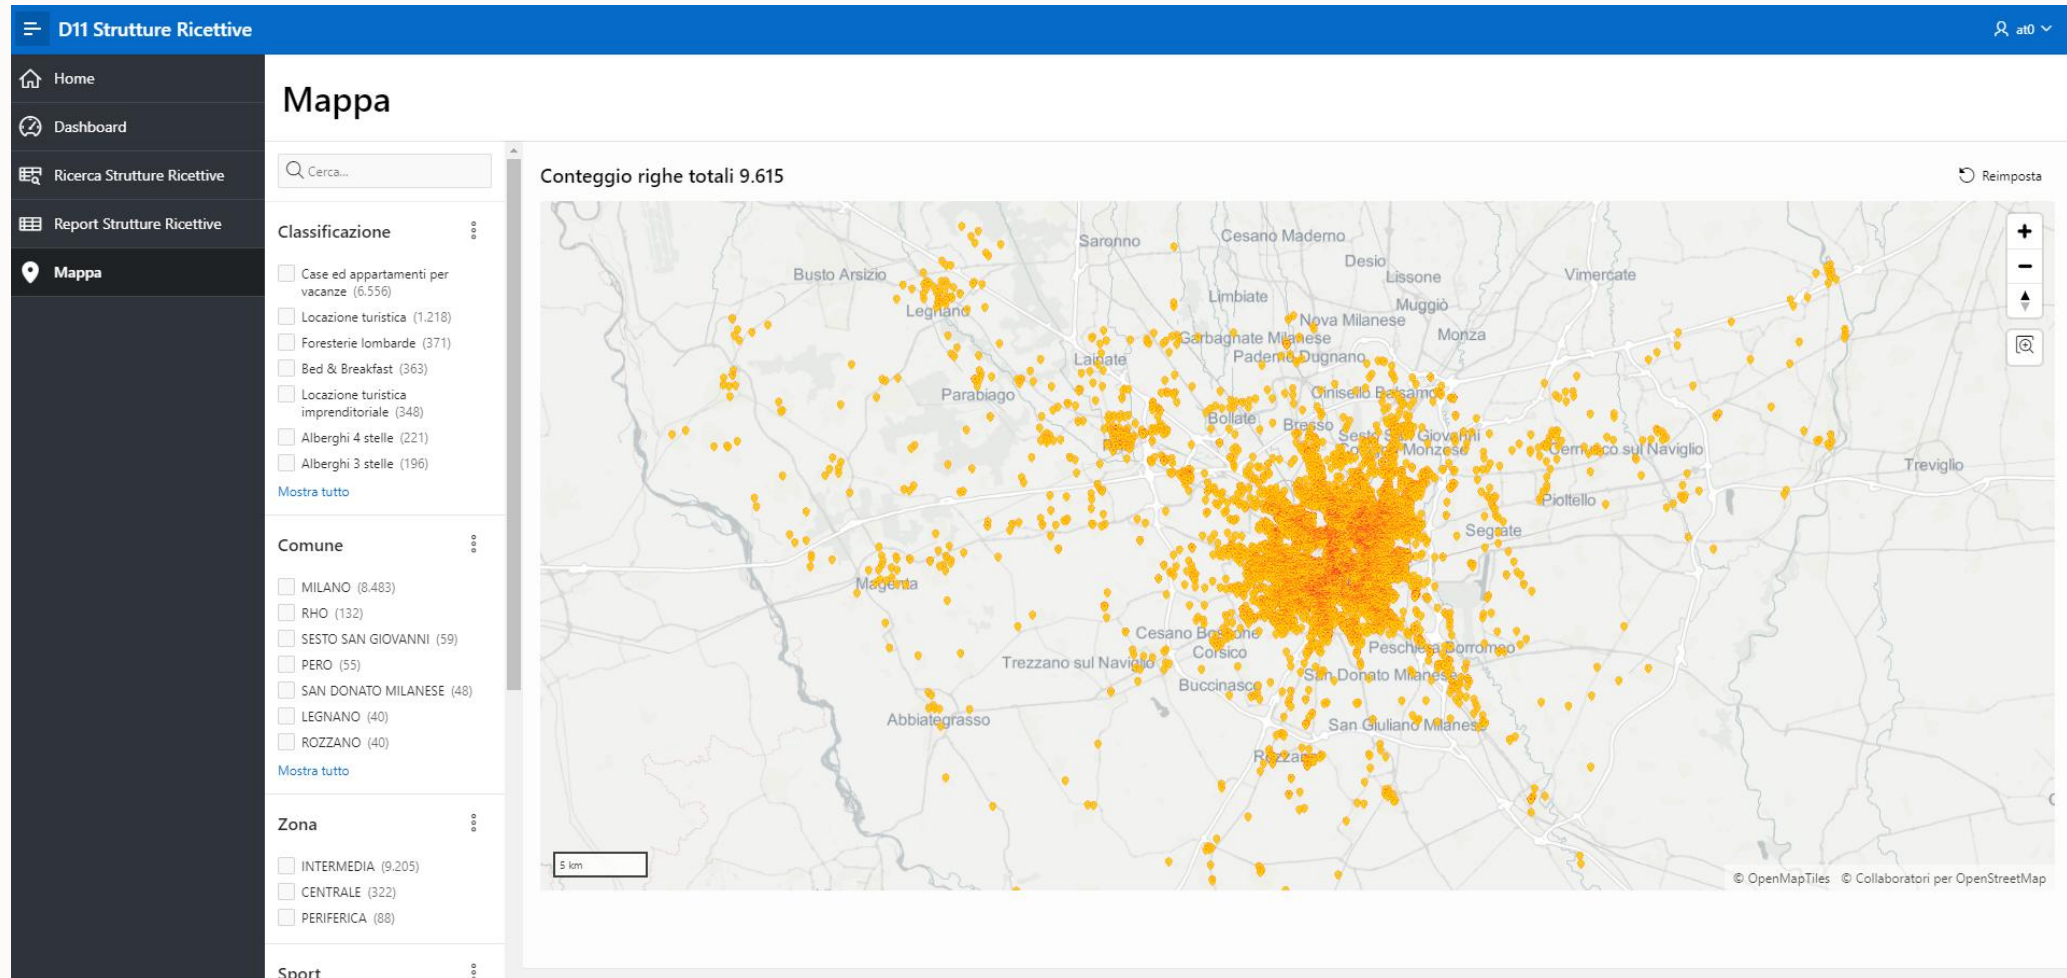 D11 Strutture Ricettive
at0
Home
Dashboard
Ricerca Strutture Ricettive
Report Strutture Ricettive
Mappa
Mappa
Cerca...
Classificazione
Case ed appartamenti per
vacanze (6.556)
Locazione turistica (1.218)
Foresterie lombarde (371)
Bed & Breakfast (363)
Locazione turistica
imprenditoriale (348)
Alberghi 4 stelle (221)
Alberghi 3 stelle (196)
Mostra tutto
Comune
MILANO (8.483)
RHO (132)
SESTO SAN GIOVANNI (59)
PERO (55)
SAN DONATO MILANESE (48)
LEGNANO (40)
ROZZANO (40)
Mostra tutto
Zona
INTERMEDIA (9.205)
CENTRALE (322)
PERIFERICA (88)
Sport
Conteggio righe totali 9.615
Reimposta
Saronno
Cesano Maderno
Desio
Lissone
Vimercate
Busto Arsizio
Limbiate
Muggiò
Legnano
Nova Milanese
Monza
Garbagnate Milanese
Paderno Dugnano
Lainate
Parabiago
Cinisello Balsamo
Bollate
Bresso
Sesto San Giovanni
Cologno Monzese
Cernusco sul Naviglio
Treviglio
Pioltello
Segrate
Magenta
Cesano Boscone
Corsico
Peschiera Borromeo
Trezzano sul Naviglio
San Donato Milanese
Buccinasco
Abbiategrasso
San Giuliano Milanese
Rozzano
5 km
© OpenMapTiles © Collaboratori per OpenStreetMap